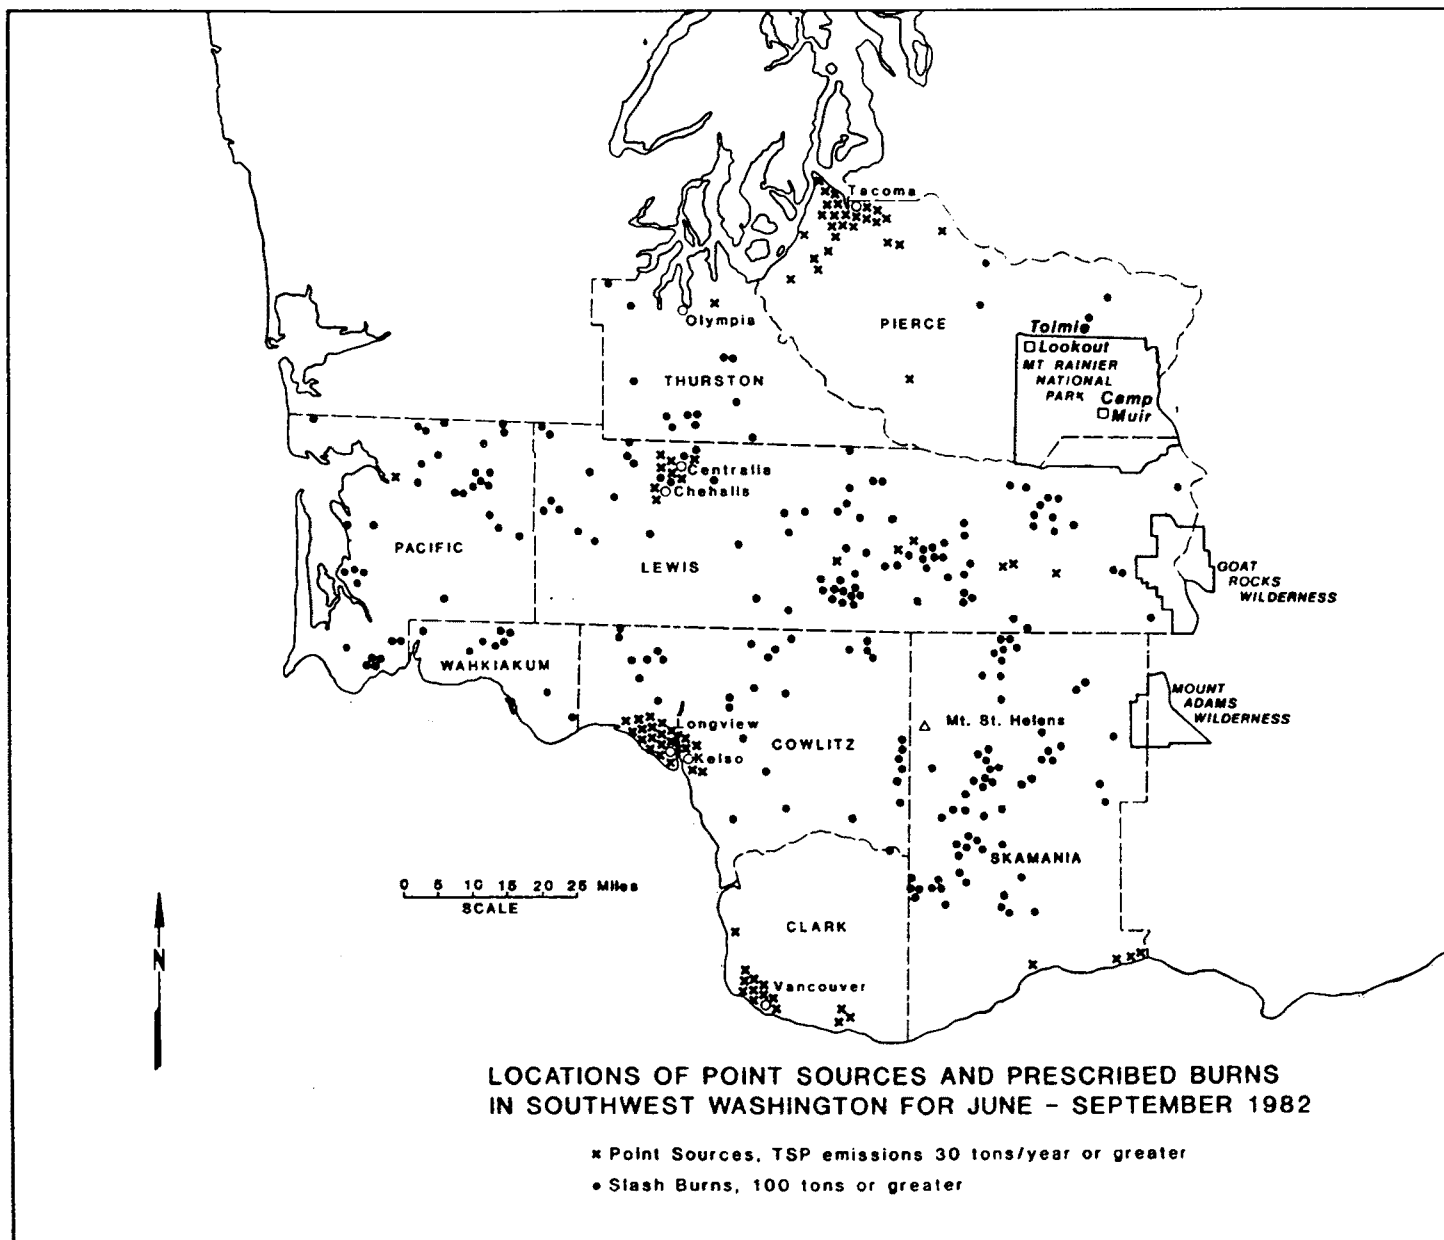 Tacoma
Olympia
PIERCE
Tolmie
Lookout
MT RAINIER
NATIONAL
PARK
Camp
Muir
THURSTON
Centralia
Chehalis
PACIFIC
LEWIS
GOAT
ROCKS
WILDERNESS
WAHKIAKUM
MOUNT
ADAMS
WILDERNESS
Longview
Kelso
COWLITZ
Mt. St. Helens
SKAMANIA
0 5 10 15 20 25 Miles
SCALE
CLARK
N
Vancouver
LOCATIONS OF POINT SOURCES AND PRESCRIBED BURNS
IN SOUTHWEST WASHINGTON FOR JUNE - SEPTEMBER 1982
x Point Sources, TSP emissions 30 tons/year or greater
• Slash Burns, 100 tons or greater